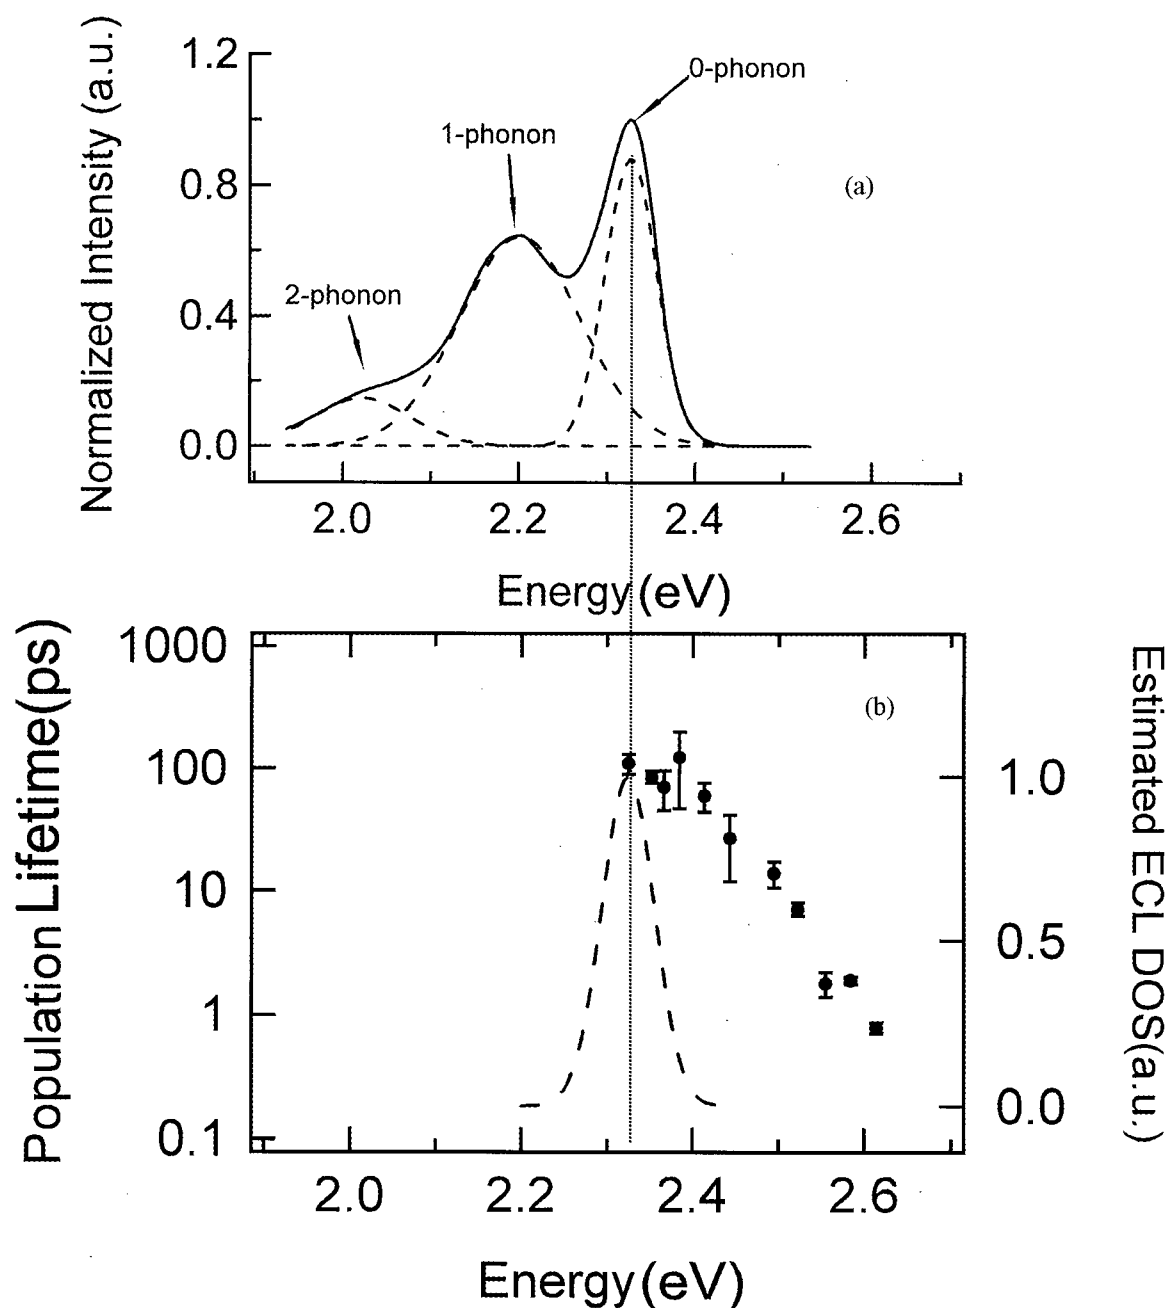 1.2
0-phonon
1-phonon
0.8
(a)
2-phonon
0.4
0.0
Normalized Intensity (a.u.)
2.0 2.2 2.4 2.6
Energy (eV)
1000
(b)
100
1.0
10
0.5
1
0.0
0.1
Population Lifetime(ps)
Estimated ECL DOS(a.u.)
2.0 2.2 2.4 2.6
Energy (eV)